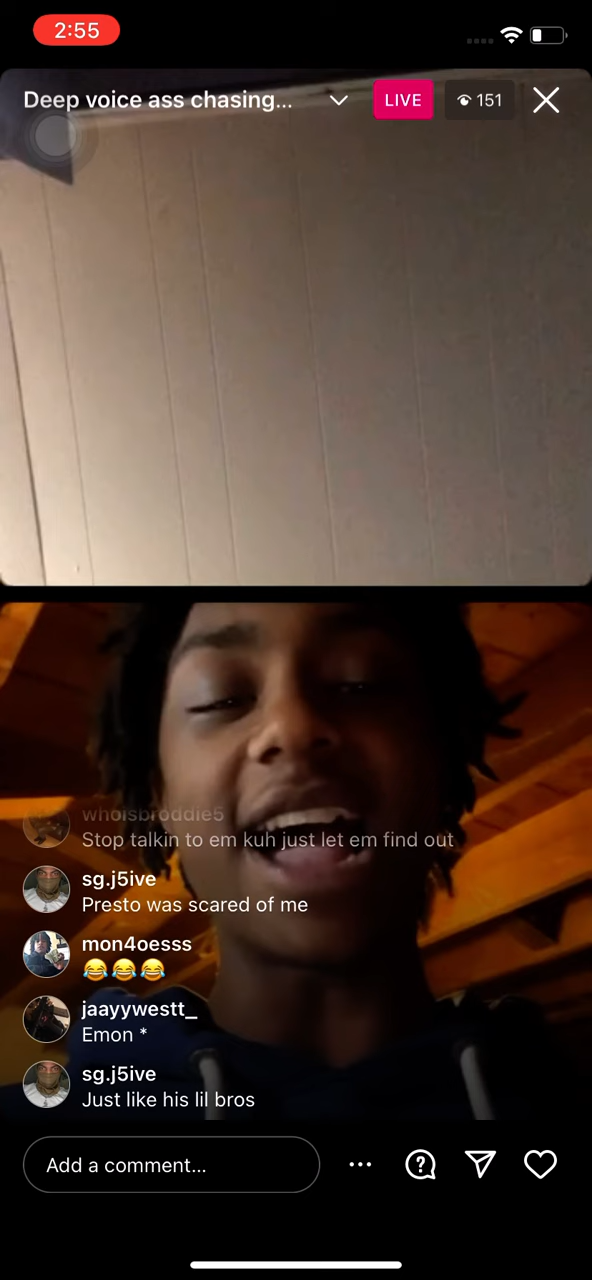 2:55
Deep voice ass chasing...
LIVE
151
whoisbroddie5
Stop talkin to em kuh just let em find out
sg.j5ive
Presto was scared of me
mon4oesss
😂😂😂
jaayywestt_
Emon *
sg.j5ive
Just like his lil bros
Add a comment...